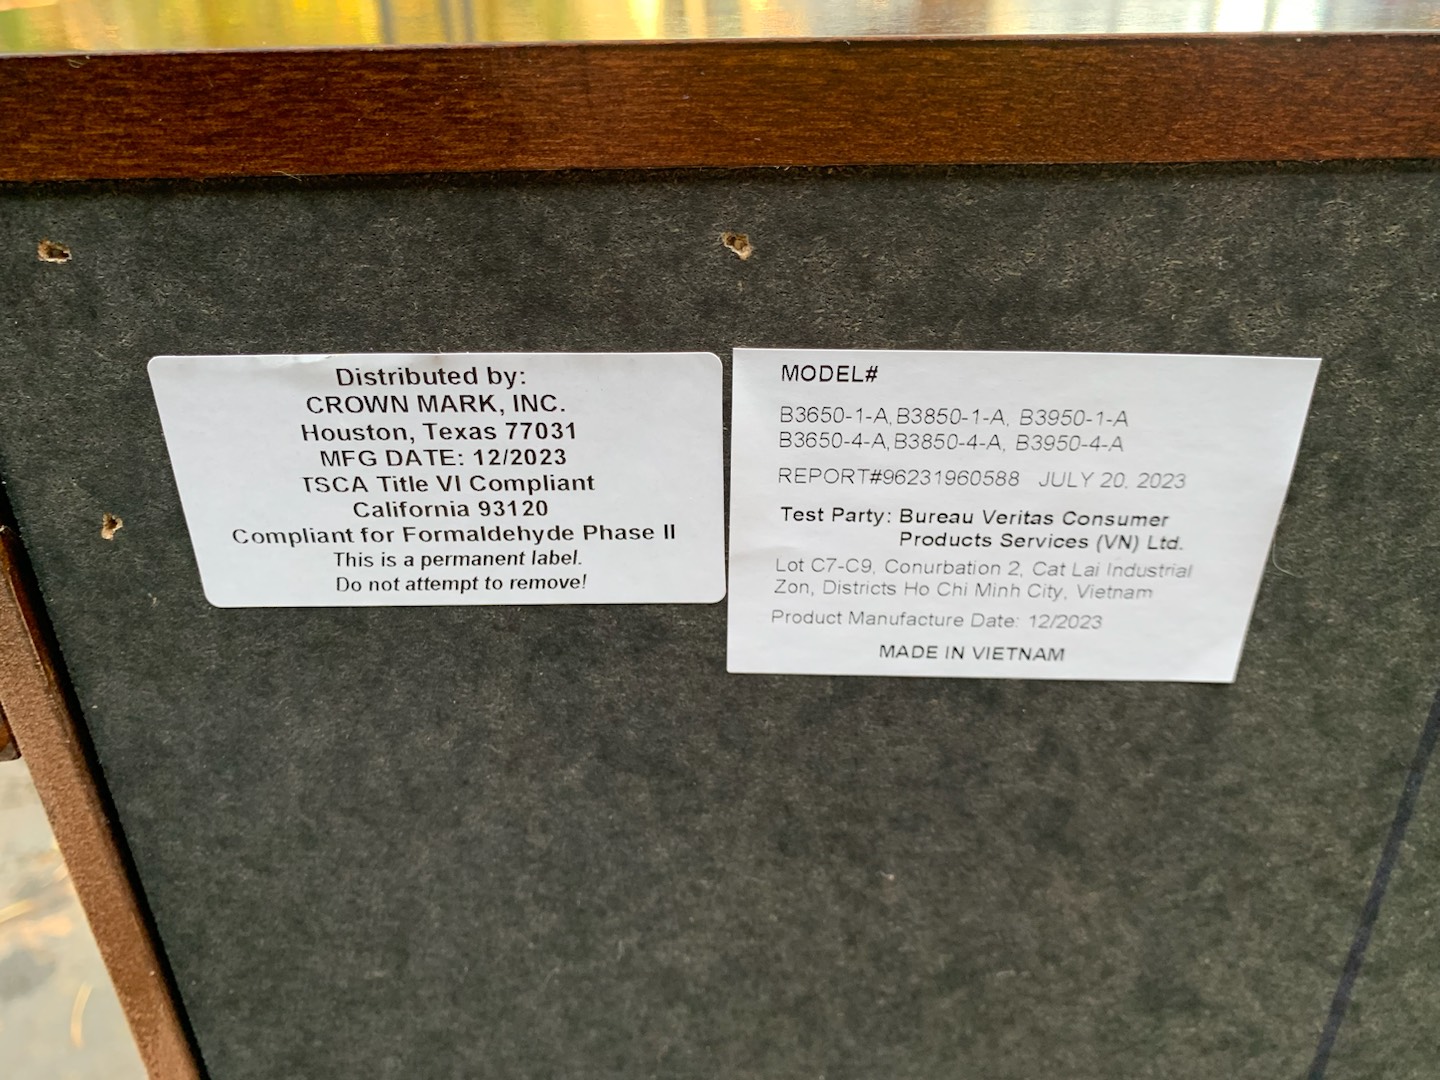 Distributed by:
CROWN MARK, INC.
Houston, Texas 77031
MFG DATE: 12/2023
TSCA Title VI Compliant
California 93120
Compliant for Formaldehyde Phase II
This is a permanent label.
Do not attempt to remove!
MODEL#
B3650-1-A, B3850-1-A, B3950-1-A
B3650-4-A, B3850-4-A, B3950-4-A
REPORT#96231960588 JULY 20, 2023
Test Party: Bureau Veritas Consumer
Products Services (VN) Ltd.
Lot C7-C9, Conurbation 2, Cat Lai Industrial
Zon, Districts Ho Chi Minh City, Vietnam
Product Manufacture Date: 12/2023
MADE IN VIETNAM